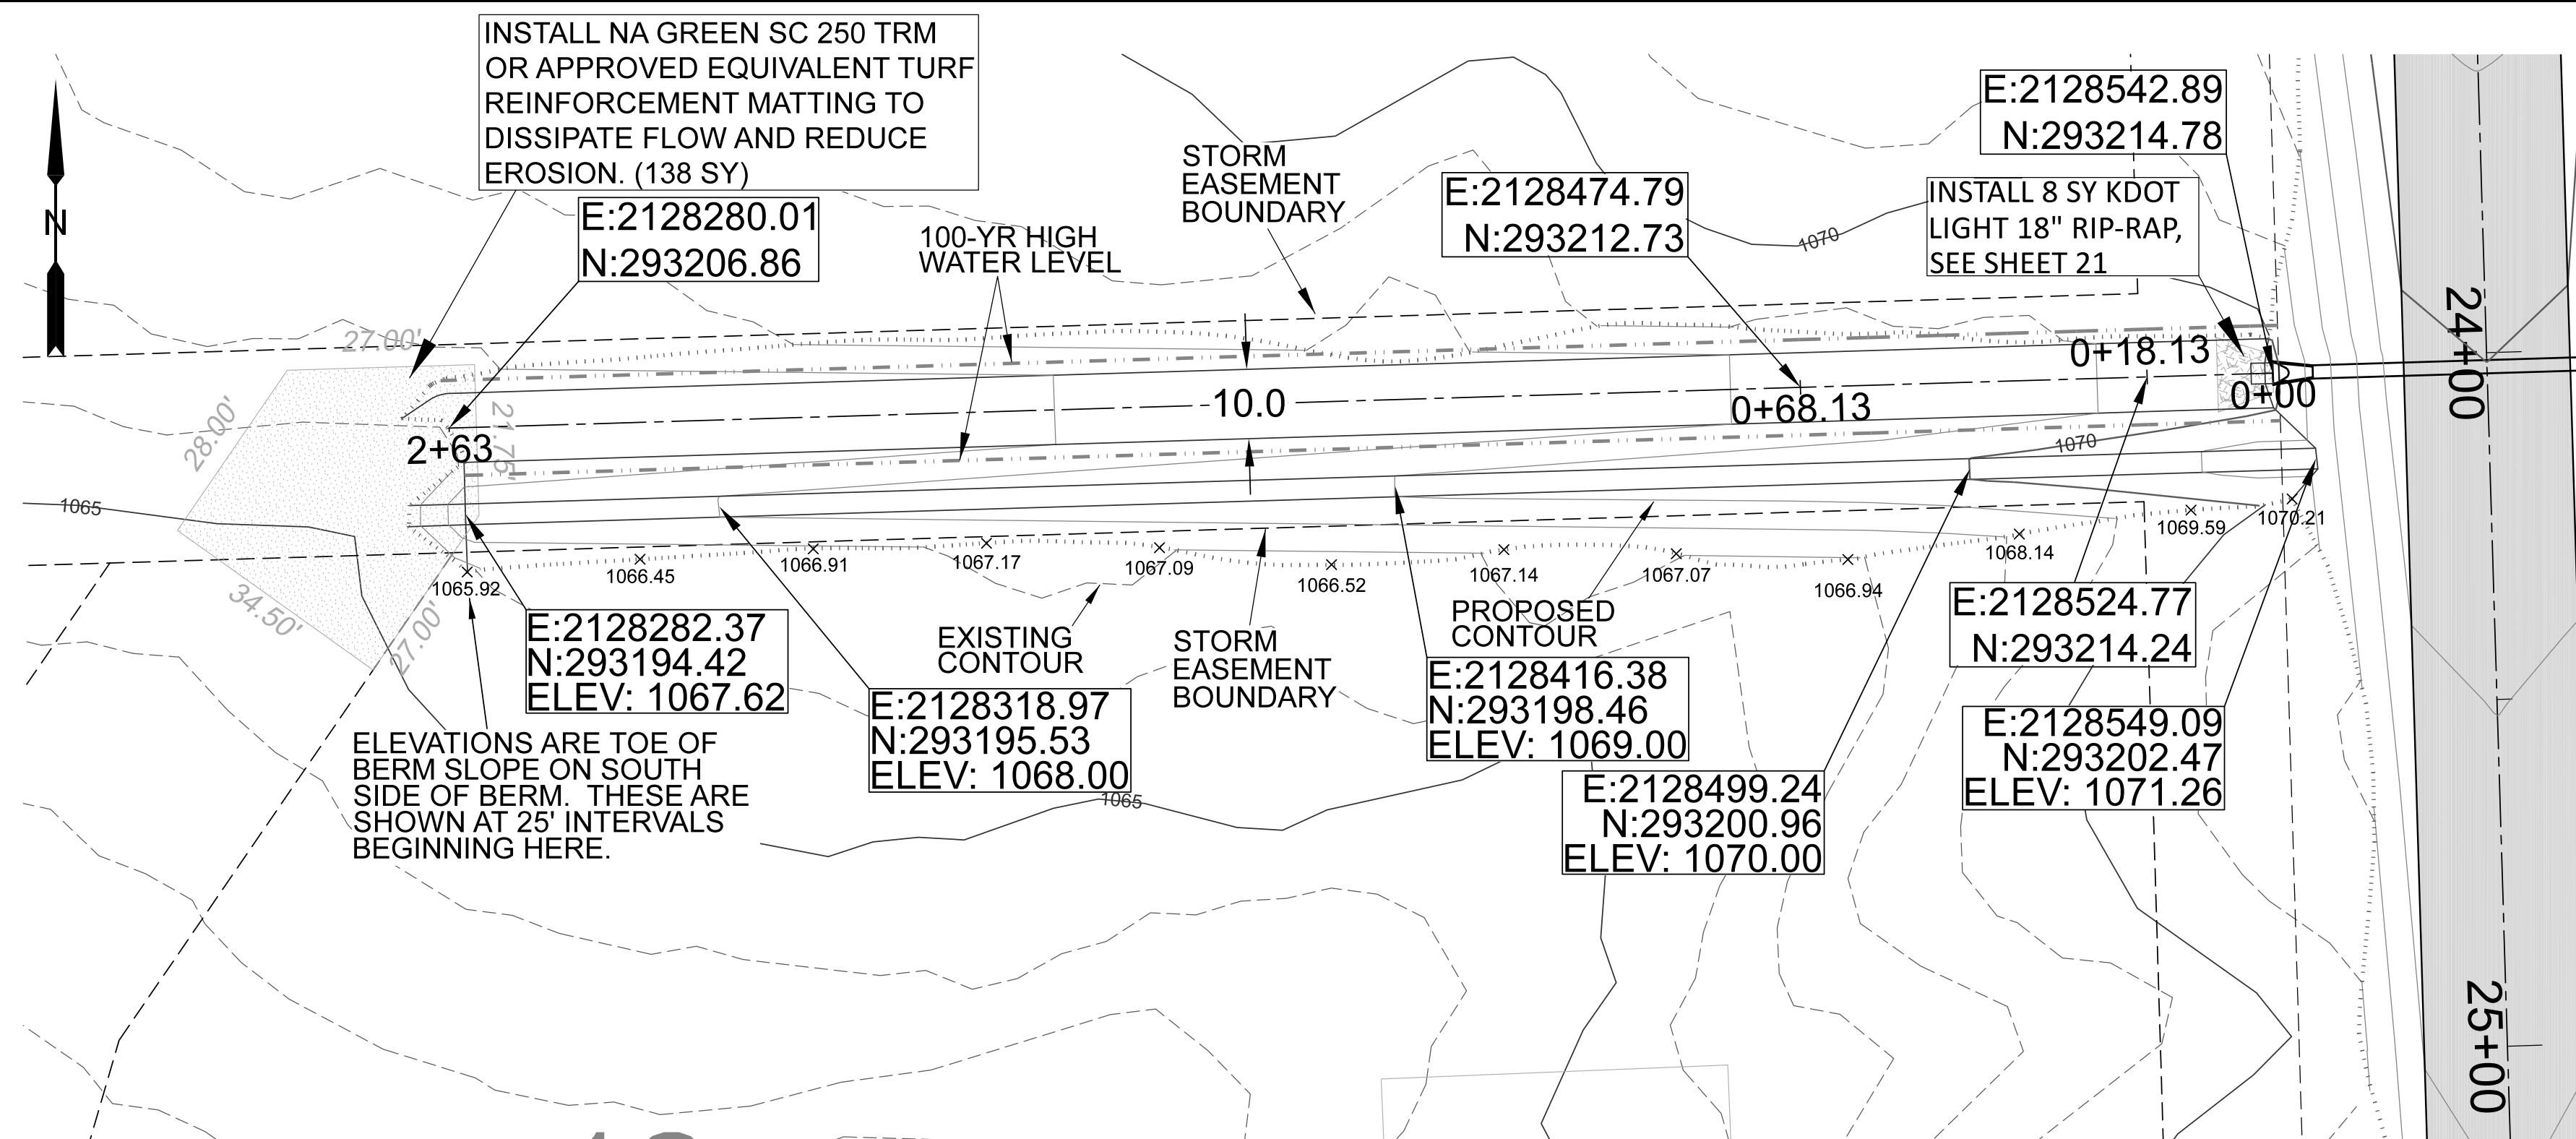 INSTALL NA GREEN SC 250 TRM
OR APPROVED EQUIVALENT TURF
REINFORCEMENT MATTING TO
DISSIPATE FLOW AND REDUCE
EROSION. (138 SY)
E:2128280.01
N:293206.86
100-YR HIGH
WATER LEVEL
STORM
EASEMENT
BOUNDARY
E:2128474.79
N:293212.73
1070
E:2128542.89
N:293214.78
INSTALL 8 SY KDOT
LIGHT 18" RIP-RAP,
SEE SHEET 21
N
27.00'
28.00'
21.75'
34.50'
27.00'
2+63
10.0
0+68.13
0+18.13
0+00
24+00
25+00
1070
1065
1065.92
1066.45
1066.91
1067.17
1067.09
1066.52
1067.14
1067.07
1066.94
1068.14
1069.59
1070.21
E:2128282.37
N:293194.42
ELEV: 1067.62
E:2128318.97
N:293195.53
ELEV: 1068.00
EXISTING
CONTOUR
STORM
EASEMENT
BOUNDARY
PROPOSED
CONTOUR
E:2128416.38
N:293198.46
ELEV: 1069.00
E:2128499.24
N:293200.96
ELEV: 1070.00
E:2128524.77
N:293214.24
E:2128549.09
N:293202.47
ELEV: 1071.26
ELEVATIONS ARE TOE OF
BERM SLOPE ON SOUTH
SIDE OF BERM. THESE ARE
SHOWN AT 25' INTERVALS
BEGINNING HERE.
1065